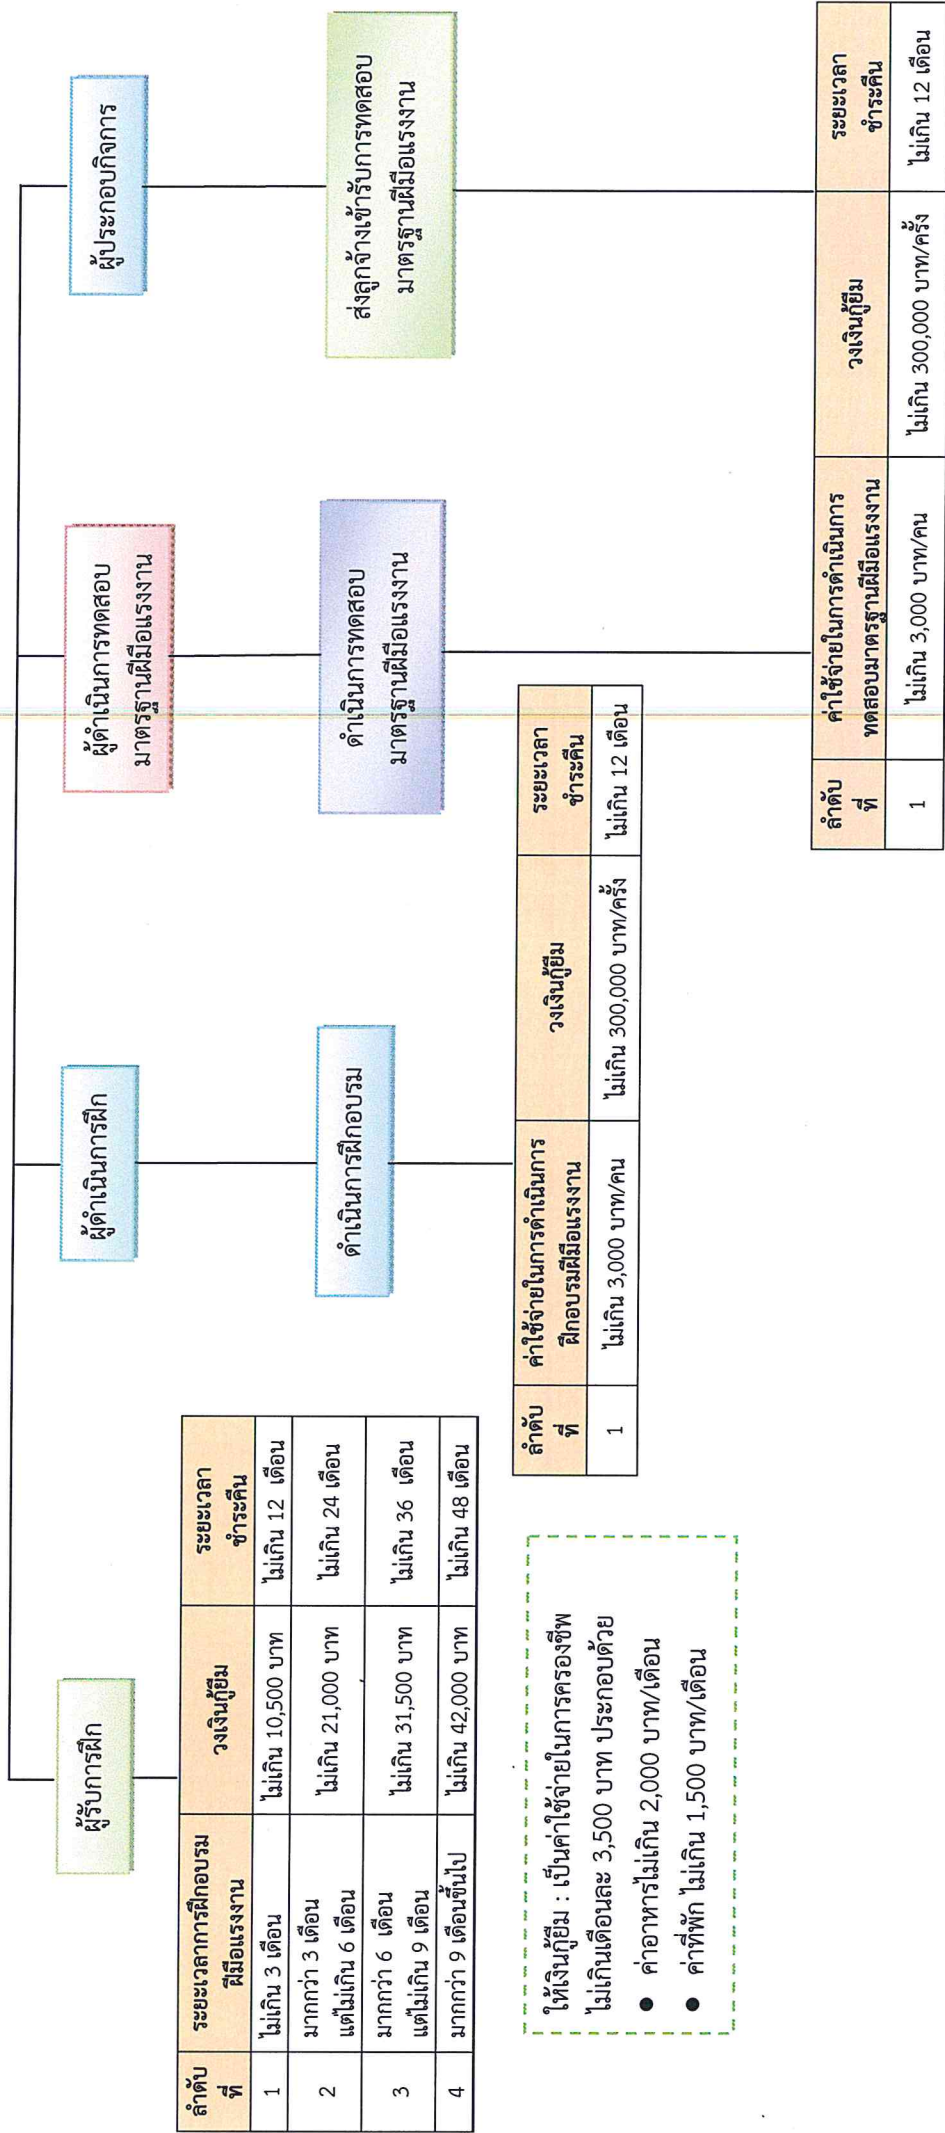 ผู้รับการฝึก
ผู้ดำเนินการฝึก
ผู้ดำเนินการทดสอบ
มาตรฐานฝีมือแรงงาน
ผู้ประกอบกิจการ
ดำเนินการฝึกอบรม
ดำเนินการทดสอบ
มาตรฐานฝีมือแรงงาน
ส่งลูกจ้างเข้ารับการทดสอบ
มาตรฐานฝีมือแรงงาน
ลำดับ
ที่
ระยะเวลาการฝึกอบรม
ฝีมือแรงงาน
วงเงินกู้ยืม
ระยะเวลา
ชำระคืน
1 ไม่เกิน 3 เดือน ไม่เกิน 10,500 บาท ไม่เกิน 12 เดือน
2 มากกว่า 3 เดือน
แต่ไม่เกิน 6 เดือน ไม่เกิน 21,000 บาท ไม่เกิน 24 เดือน
3 มากกว่า 6 เดือน
แต่ไม่เกิน 9 เดือน ไม่เกิน 31,500 บาท ไม่เกิน 36 เดือน
4 มากกว่า 9 เดือนขึ้นไป ไม่เกิน 42,000 บาท ไม่เกิน 48 เดือน
ให้เงินกู้ยืม : เป็นค่าใช้จ่ายในการครองชีพ
ไม่เกินเดือนละ 3,500 บาท ประกอบด้วย
● ค่าอาหารไม่เกิน 2,000 บาท/เดือน
● ค่าที่พัก ไม่เกิน 1,500 บาท/เดือน
ลำดับ
ที่
ค่าใช้จ่ายในการดำเนินการ
ฝึกอบรมฝีมือแรงงาน
วงเงินกู้ยืม
ระยะเวลา
ชำระคืน
1 ไม่เกิน 3,000 บาท/คน ไม่เกิน 300,000 บาท/ครั้ง ไม่เกิน 12 เดือน
ลำดับ
ที่
ค่าใช้จ่ายในการดำเนินการ
ทดสอบมาตรฐานฝีมือแรงงาน
วงเงินกู้ยืม
ระยะเวลา
ชำระคืน
1 ไม่เกิน 3,000 บาท/คน ไม่เกิน 300,000 บาท/ครั้ง ไม่เกิน 12 เดือน